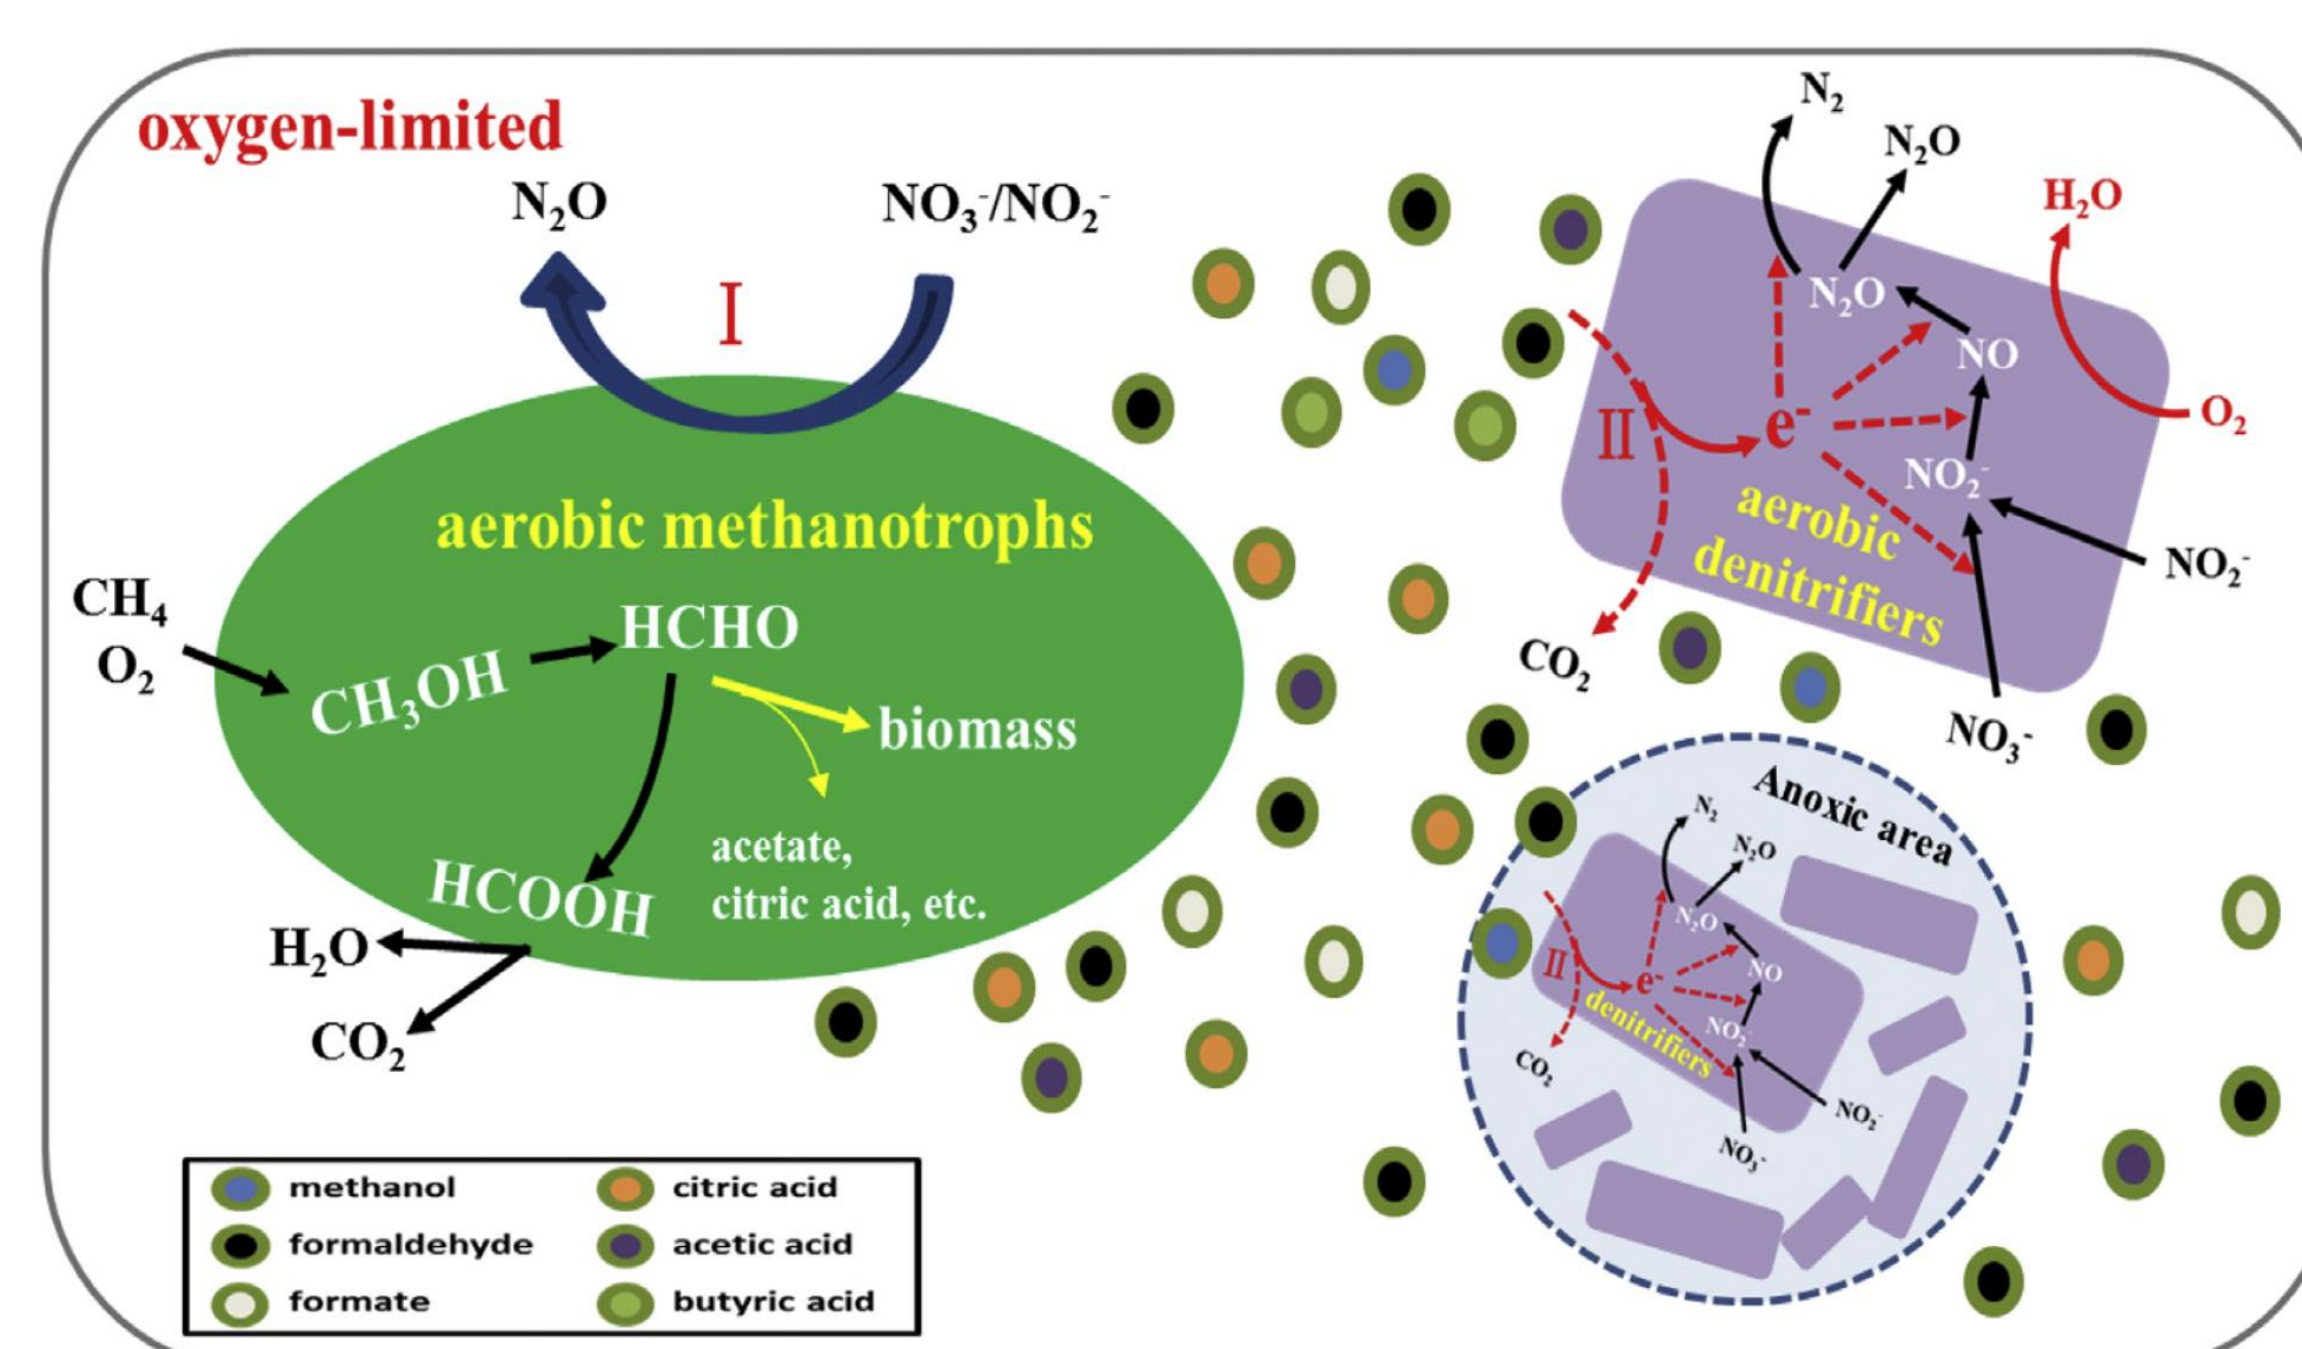 oxygen-limited
N₂O
NO₃⁻/NO₂⁻
I
aerobic methanotrophs
CH₄
O₂
CH₃OH
HCHO
biomass
acetate,
citric acid, etc.
HCOOH
H₂O
CO₂
N₂
N₂O
H₂O
N₂O
NO
O₂
II
e⁻
NO₂⁻
aerobic
denitrifiers
NO₂⁻
CO₂
NO₃⁻
Anoxic area
N₂
N₂O
N₂O
II
e⁻
NO
denitrifiers
NO₂⁻
CO₂
NO₂⁻
NO₃⁻
methanol
citric acid
formaldehyde
acetic acid
formate
butyric acid